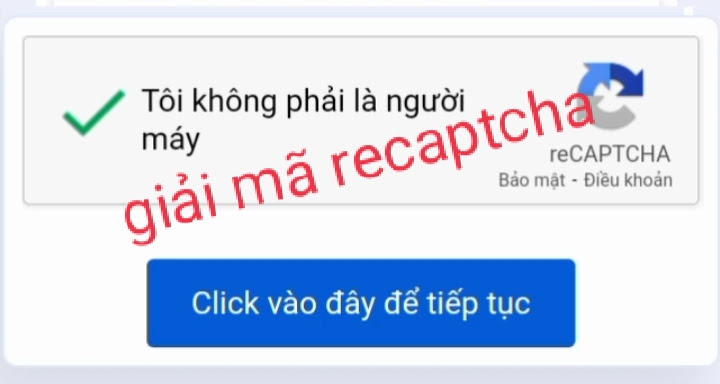 Tôi không phải là người
máy
giải mã recaptcha
reCAPTCHA
Bảo mật - Điều khoản
Click vào đây để tiếp tục